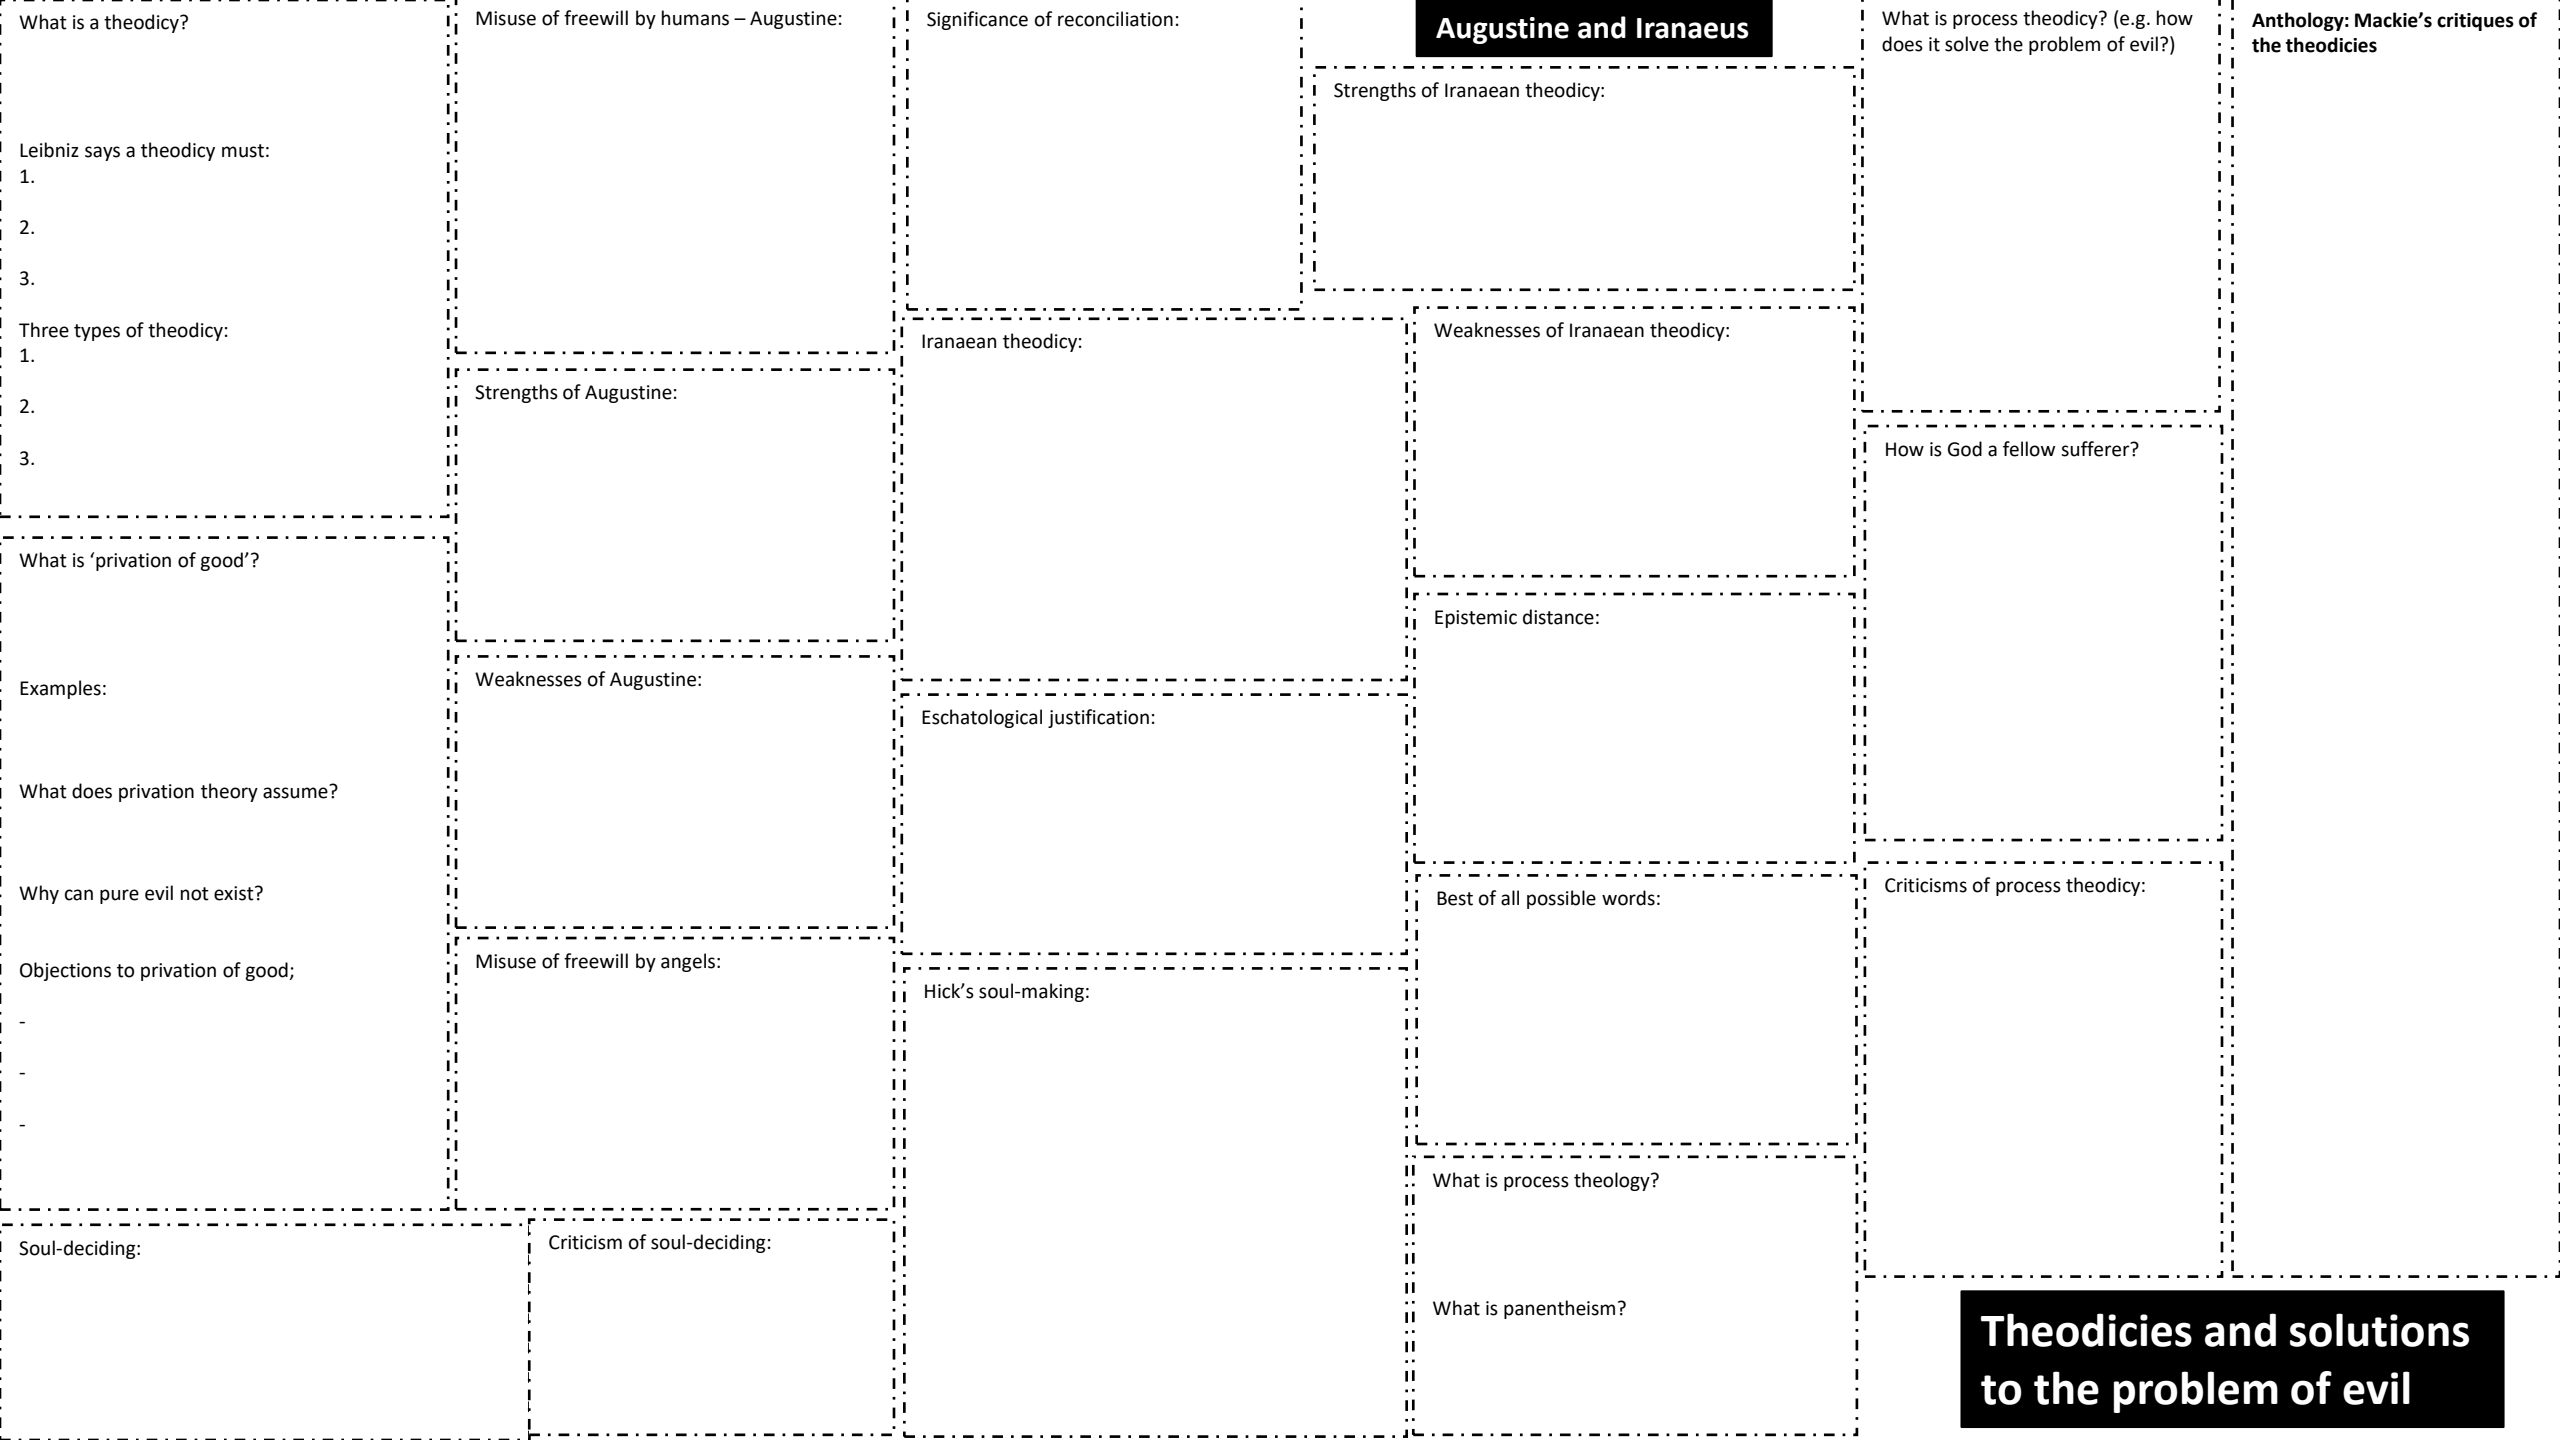 What is a theodicy?
Leibniz says a theodicy must:
1.
2.
3.
Three types of theodicy:
1.
2.
3.
What is ‘privation of good’?
Examples:
What does privation theory assume?
Why can pure evil not exist?
Objections to privation of good;
-
-
-
Soul-deciding:
Misuse of freewill by humans – Augustine:
Strengths of Augustine:
Weaknesses of Augustine:
Misuse of freewill by angels:
Criticism of soul-deciding:
Significance of reconciliation:
Iranaean theodicy:
Eschatological justification:
Hick’s soul-making:
Augustine and Iranaeus
Strengths of Iranaean theodicy:
Weaknesses of Iranaean theodicy:
Epistemic distance:
Best of all possible words:
What is process theology?
What is panentheism?
What is process theodicy? (e.g. how
does it solve the problem of evil?)
How is God a fellow sufferer?
Criticisms of process theodicy:
Anthology: Mackie’s critiques of
the theodicies
Theodicies and solutions
to the problem of evil